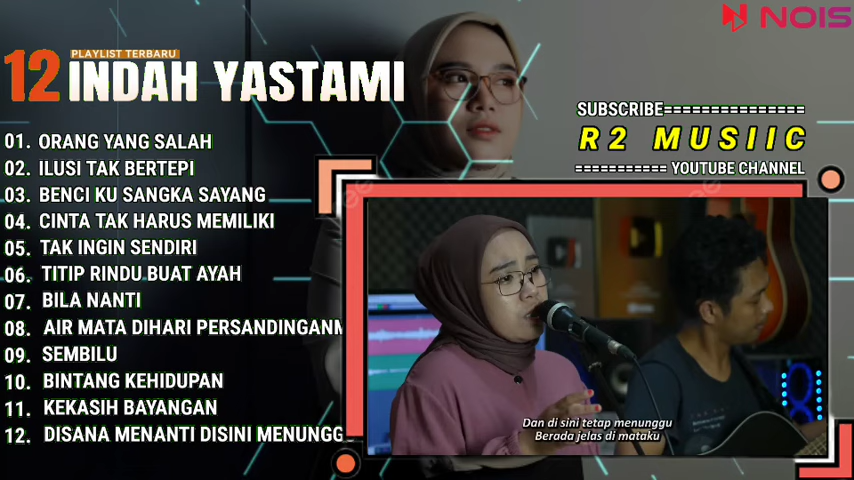 NOIS
PLAYLIST TERBARU
12 INDAH YASTAMI
SUBSCRIBE===============
R2 MUSIIC
=========== YOUTUBE CHANNEL
01. ORANG YANG SALAH
02. ILUSI TAK BERTEPI
03. BENCI KU SANGKA SAYANG
04. CINTA TAK HARUS MEMILIKI
05. TAK INGIN SENDIRI
06. TITIP RINDU BUAT AYAH
07. BILA NANTI
08. AIR MATA DIHARI PERSANDINGANM
09. SEMBILU
10. BINTANG KEHIDUPAN
11. KEKASIH BAYANGAN
12. DISANA MENANTI DISINI MENUNGG
Dan di sini tetap menunggu
Berada jelas di mataku